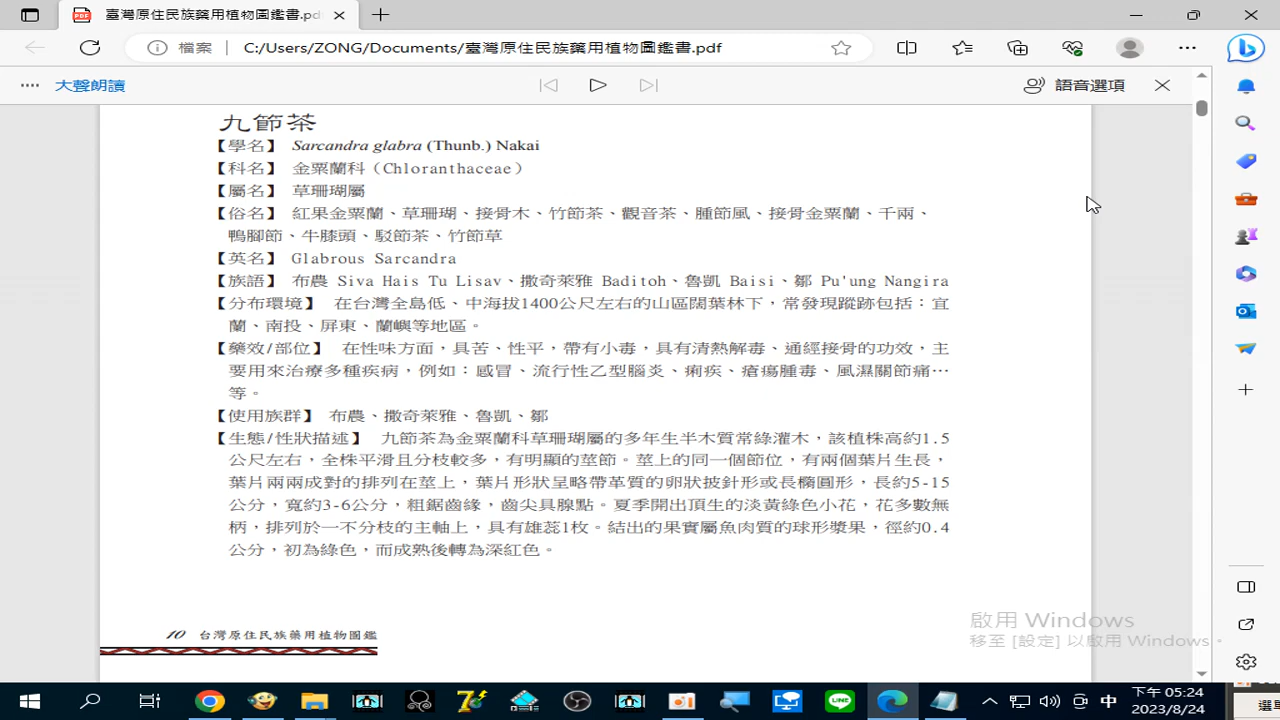 臺灣原住民族藥用植物圖鑑書.pd
檔案 C:/Users/ZONG/Documents/臺灣原住民族藥用植物圖鑑書.pdf
大聲朗讀 語音選項
九節茶
【學名】 Sarcandra glabra (Thunb.) Nakai
【科名】 金粟蘭科（Chloranthaceae）
【屬名】 草珊瑚屬
【俗名】 紅果金粟蘭、草珊瑚、接骨木、竹節茶、觀音茶、腫節風、接骨金粟蘭、千兩、
鴨腳節、牛膝頭、駁節茶、竹節草
【英名】 Glabrous Sarcandra
【族語】 布農 Siva Hais Tu Lisav、撒奇萊雅 Baditoh、魯凱 Baisi、鄒 Pu'ung Nangira
【分布環境】 在台灣全島低、中海拔1400公尺左右的山區闊葉林下，常發現蹤跡包括：宜
蘭、南投、屏東、蘭嶼等地區。
【藥效/部位】 在性味方面，具苦、性平，帶有小毒，具有清熱解毒、通經接骨的功效，主
要用來治療多種疾病，例如：感冒、流行性乙型腦炎、痢疾、瘡瘍腫毒、風濕關節痛…
等。
【使用族群】 布農、撒奇萊雅、魯凱、鄒
【生態/性狀描述】 九節茶為金粟蘭科草珊瑚屬的多年生半木質常綠灌木，該植株高約1.5
公尺左右，全株平滑且分枝較多，有明顯的莖節。莖上的同一個節位，有兩個葉片生長，
葉片兩兩成對的排列在莖上，葉片形狀呈略帶革質的卵狀披針形或長橢圓形，長約5-15
公分，寬約3-6公分，粗鋸齒緣，齒尖具腺點。夏季開出頂生的淡黃綠色小花，花多數無
柄，排列於一不分枝的主軸上，具有雄蕊1枚。結出的果實屬魚肉質的球形漿果，徑約0.4
公分，初為綠色，而成熟後轉為深紅色。
啟用 Windows
移至 [設定] 以啟用 Windows。
10 台灣原住民族藥用植物圖鑑
中 下午 05:24
2023/8/24